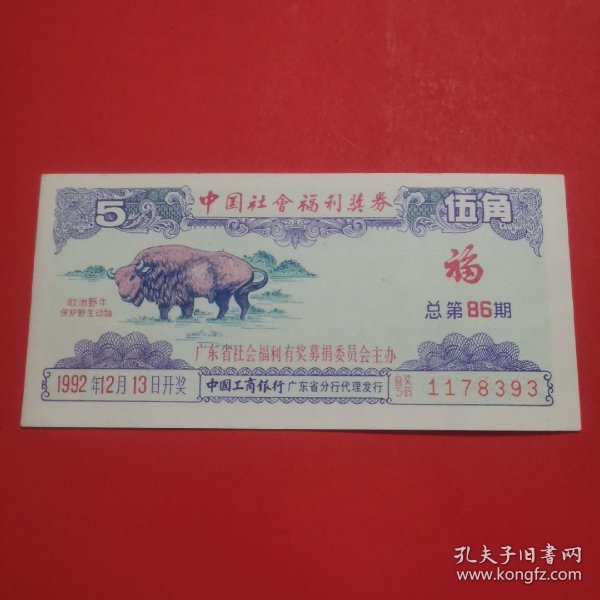 5
中国社會福利奖券
伍角
福
总第86期
欧洲野牛
保护野生动物
广东省社会福利有奖募捐委员会主办
1992年12月13日开奖
中国工商银行广东省分行代理发行
奖
号码
1178393
孔夫子旧书网
www.kongfz.com